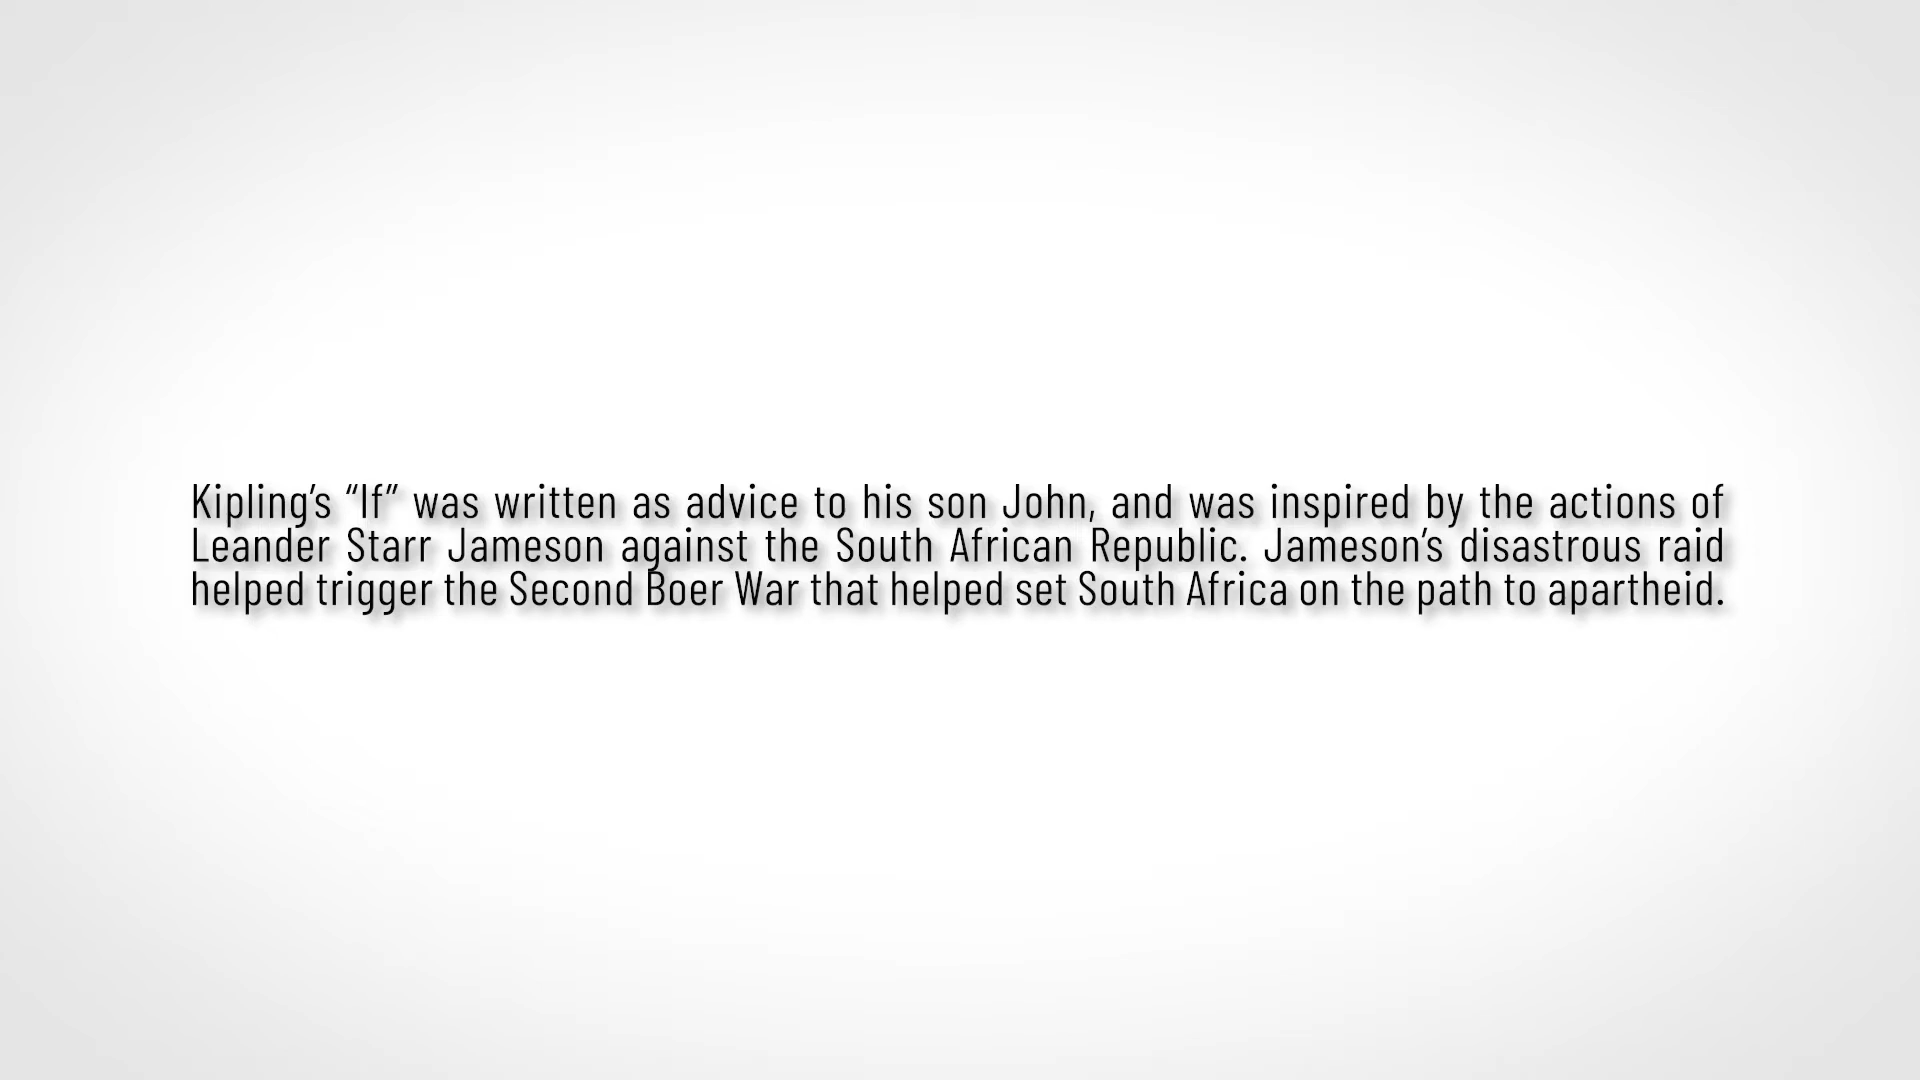 Kipling’s “If” was written as advice to his son John, and was inspired by the actions of
Leander Starr Jameson against the South African Republic. Jameson’s disastrous raid
helped trigger the Second Boer War that helped set South Africa on the path to apartheid.